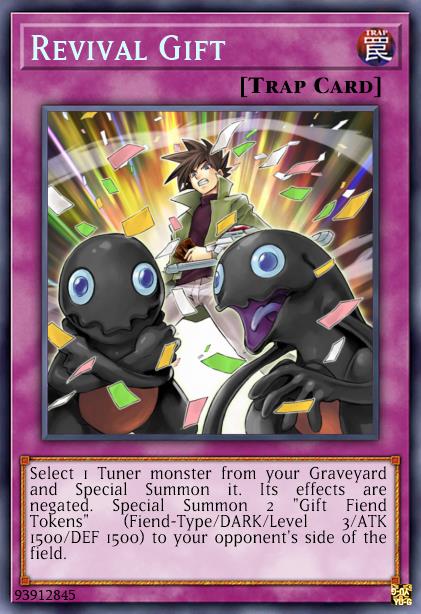 Revival Gift
TRAP
罠
[Trap Card]
Select 1 Tuner monster from your Graveyard
and Special Summon it. Its effects are
negated. Special Summon 2 "Gift Fiend
Tokens" (Fiend-Type/DARK/Level 3/ATK
1500/DEF 1500) to your opponent's side of the
field.
93912845